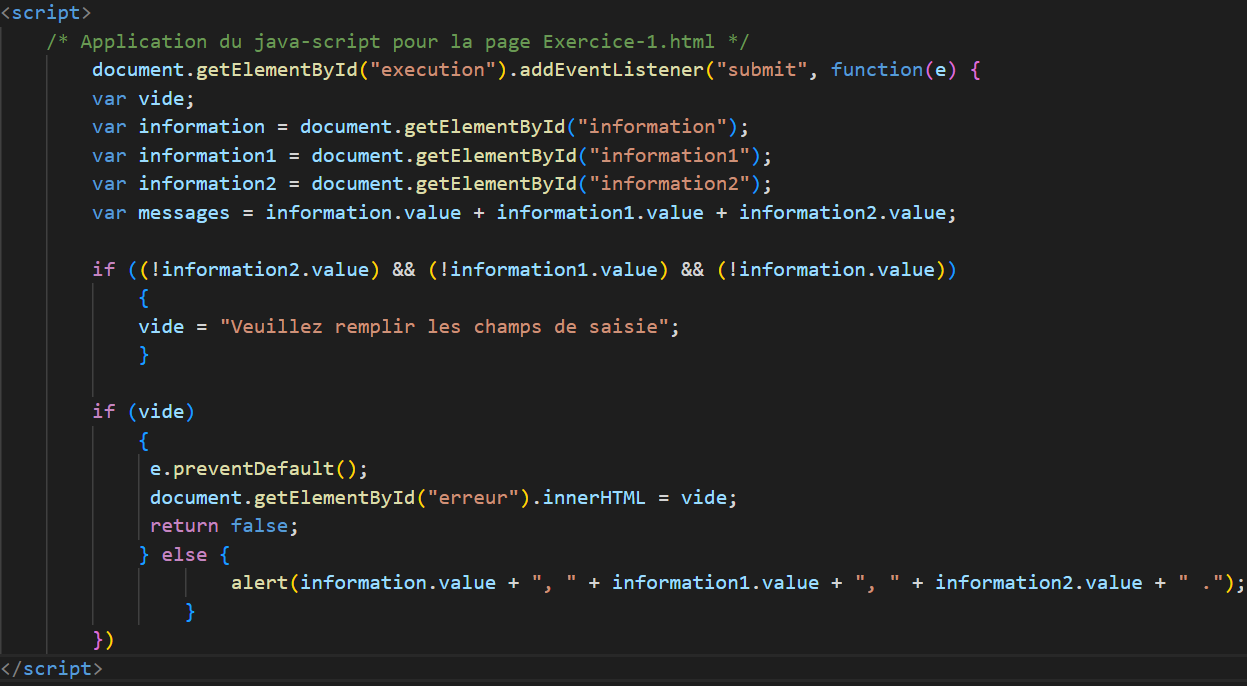 <script>
/* Application du java-script pour la page Exercice-1.html */
document.getElementById("execution").addEventListener("submit", function(e) {
var vide;
var information = document.getElementById("information");
var information1 = document.getElementById("information1");
var information2 = document.getElementById("information2");
var messages = information.value + information1.value + information2.value;
if ((!information2.value) && (!information1.value) && (!information.value))
{
vide = "Veuillez remplir les champs de saisie";
}
if (vide)
{
e.preventDefault();
document.getElementById("erreur").innerHTML = vide;
return false;
} else {
alert(information.value + ", " + information1.value + ", " + information2.value + " .");
}
})
</script>